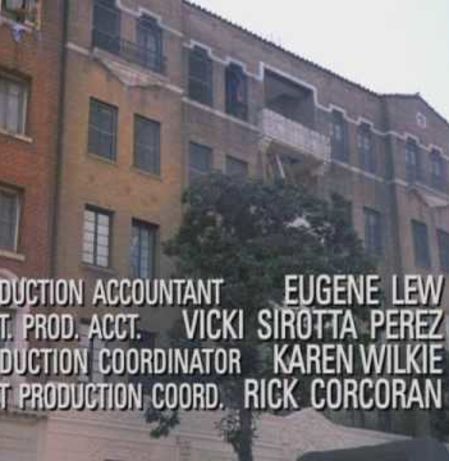 DUCTION ACCOUNTANT EUGENE LEW
T. PROD. ACCT. VICKI SIROTTA PEREZ
DUCTION COORDINATOR KAREN WILKIE
T PRODUCTION COORD. RICK CORCORAN